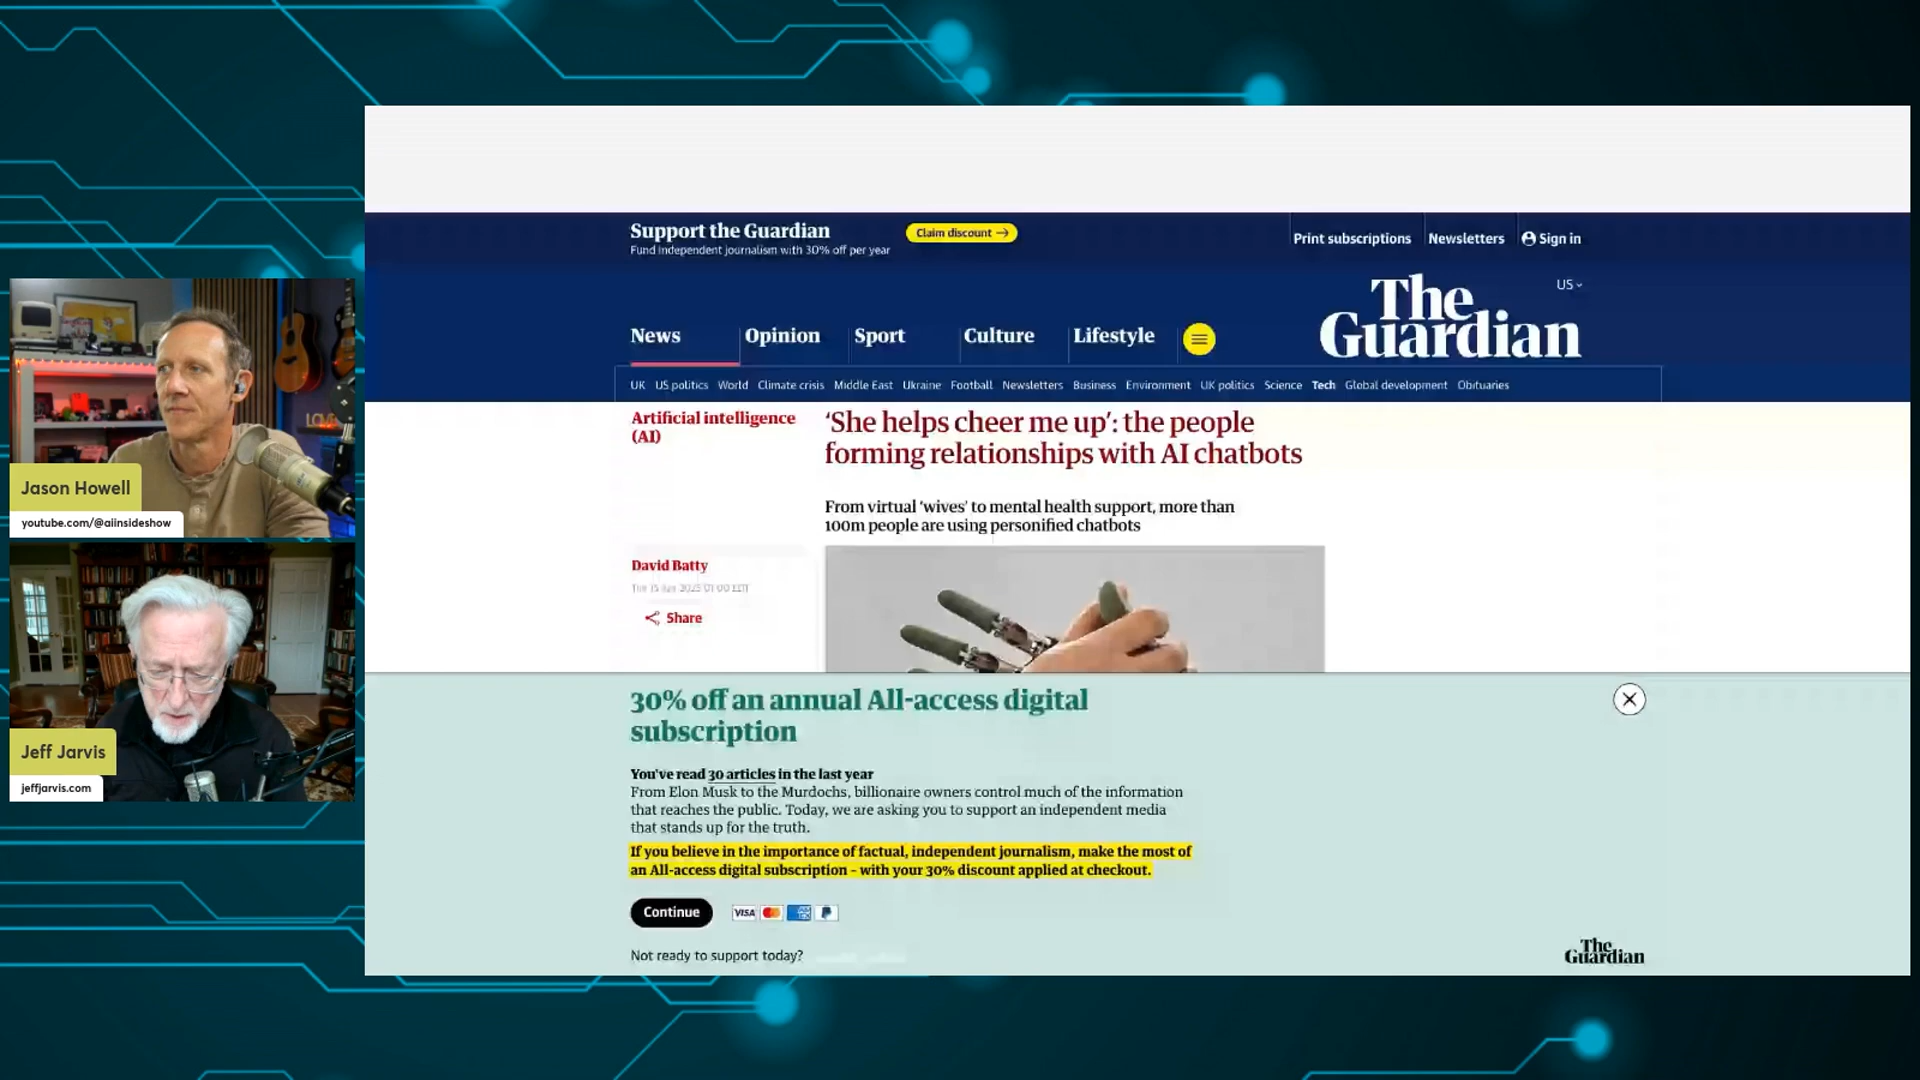 Support the Guardian
Fund independent journalism with 30% off per year
Claim discount →
Print subscriptions
Newsletters
Sign in
US
The
Guardian
News
Opinion
Sport
Culture
Lifestyle
UK
US politics
World
Climate crisis
Middle East
Ukraine
Football
Newsletters
Business
Environment
UK politics
Science
Tech
Global development
Obituaries
Artificial intelligence
(AI)
‘She helps cheer me up’: the people
forming relationships with AI chatbots
From virtual ‘wives’ to mental health support, more than
100m people are using personified chatbots
David Batty
Share
Jason Howell
youtube.com/@aiinsideshow
Jeff Jarvis
jeffjarvis.com
30% off an annual All-access digital
subscription
You've read 30 articles in the last year
From Elon Musk to the Murdochs, billionaire owners control much of the information
that reaches the public. Today, we are asking you to support an independent media
that stands up for the truth.
If you believe in the importance of factual, independent journalism, make the most of
an All-access digital subscription – with your 30% discount applied at checkout.
Continue
VISA
Not ready to support today?
The
Guardian